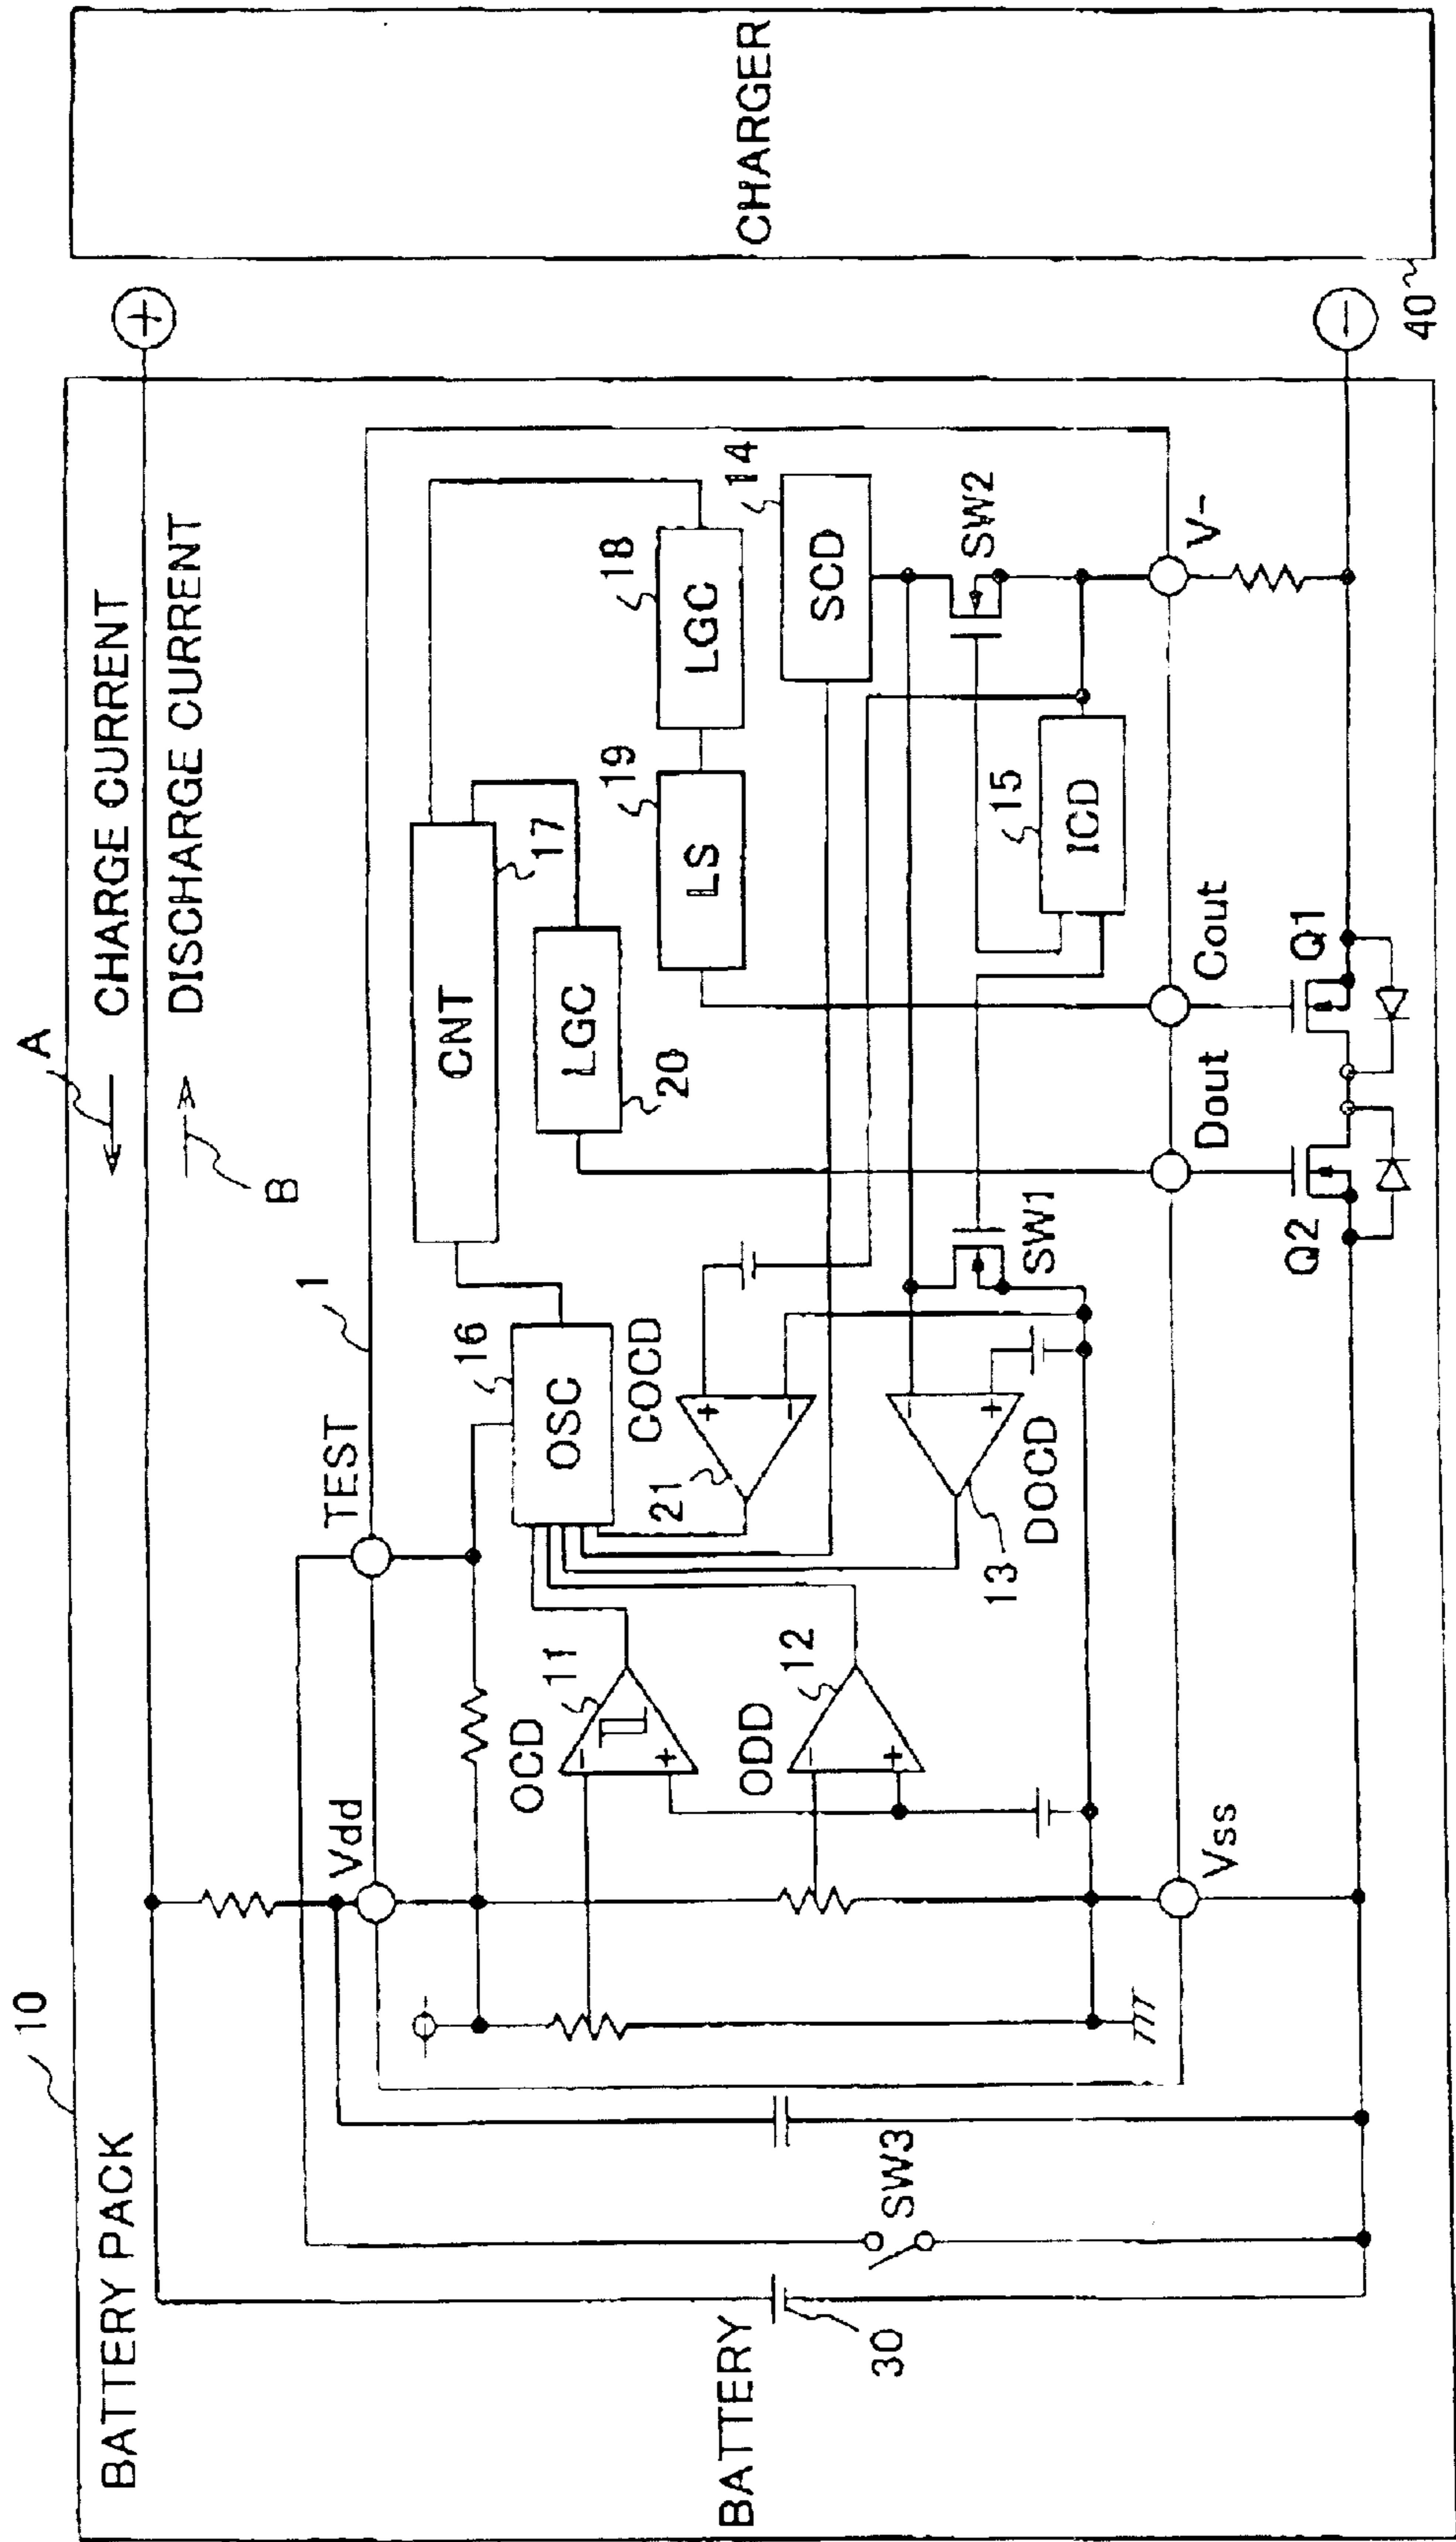 10
BATTERY PACK
A
CHARGE CURRENT
B
DISCHARGE CURRENT
+
CHARGER
40
Vdd
TEST
1
OCD
11
-
+
ODD
12
-
+
16
OSC
COCD
21
+
-
13
DOCD
-
+
CNT
17
LGC
20
19
LS
18
LGC
14
SCD
SW1
15
ICD
SW2
BATTERY
30
SW3
Vss
Dout
Cout
V-
Q2
Q1
-